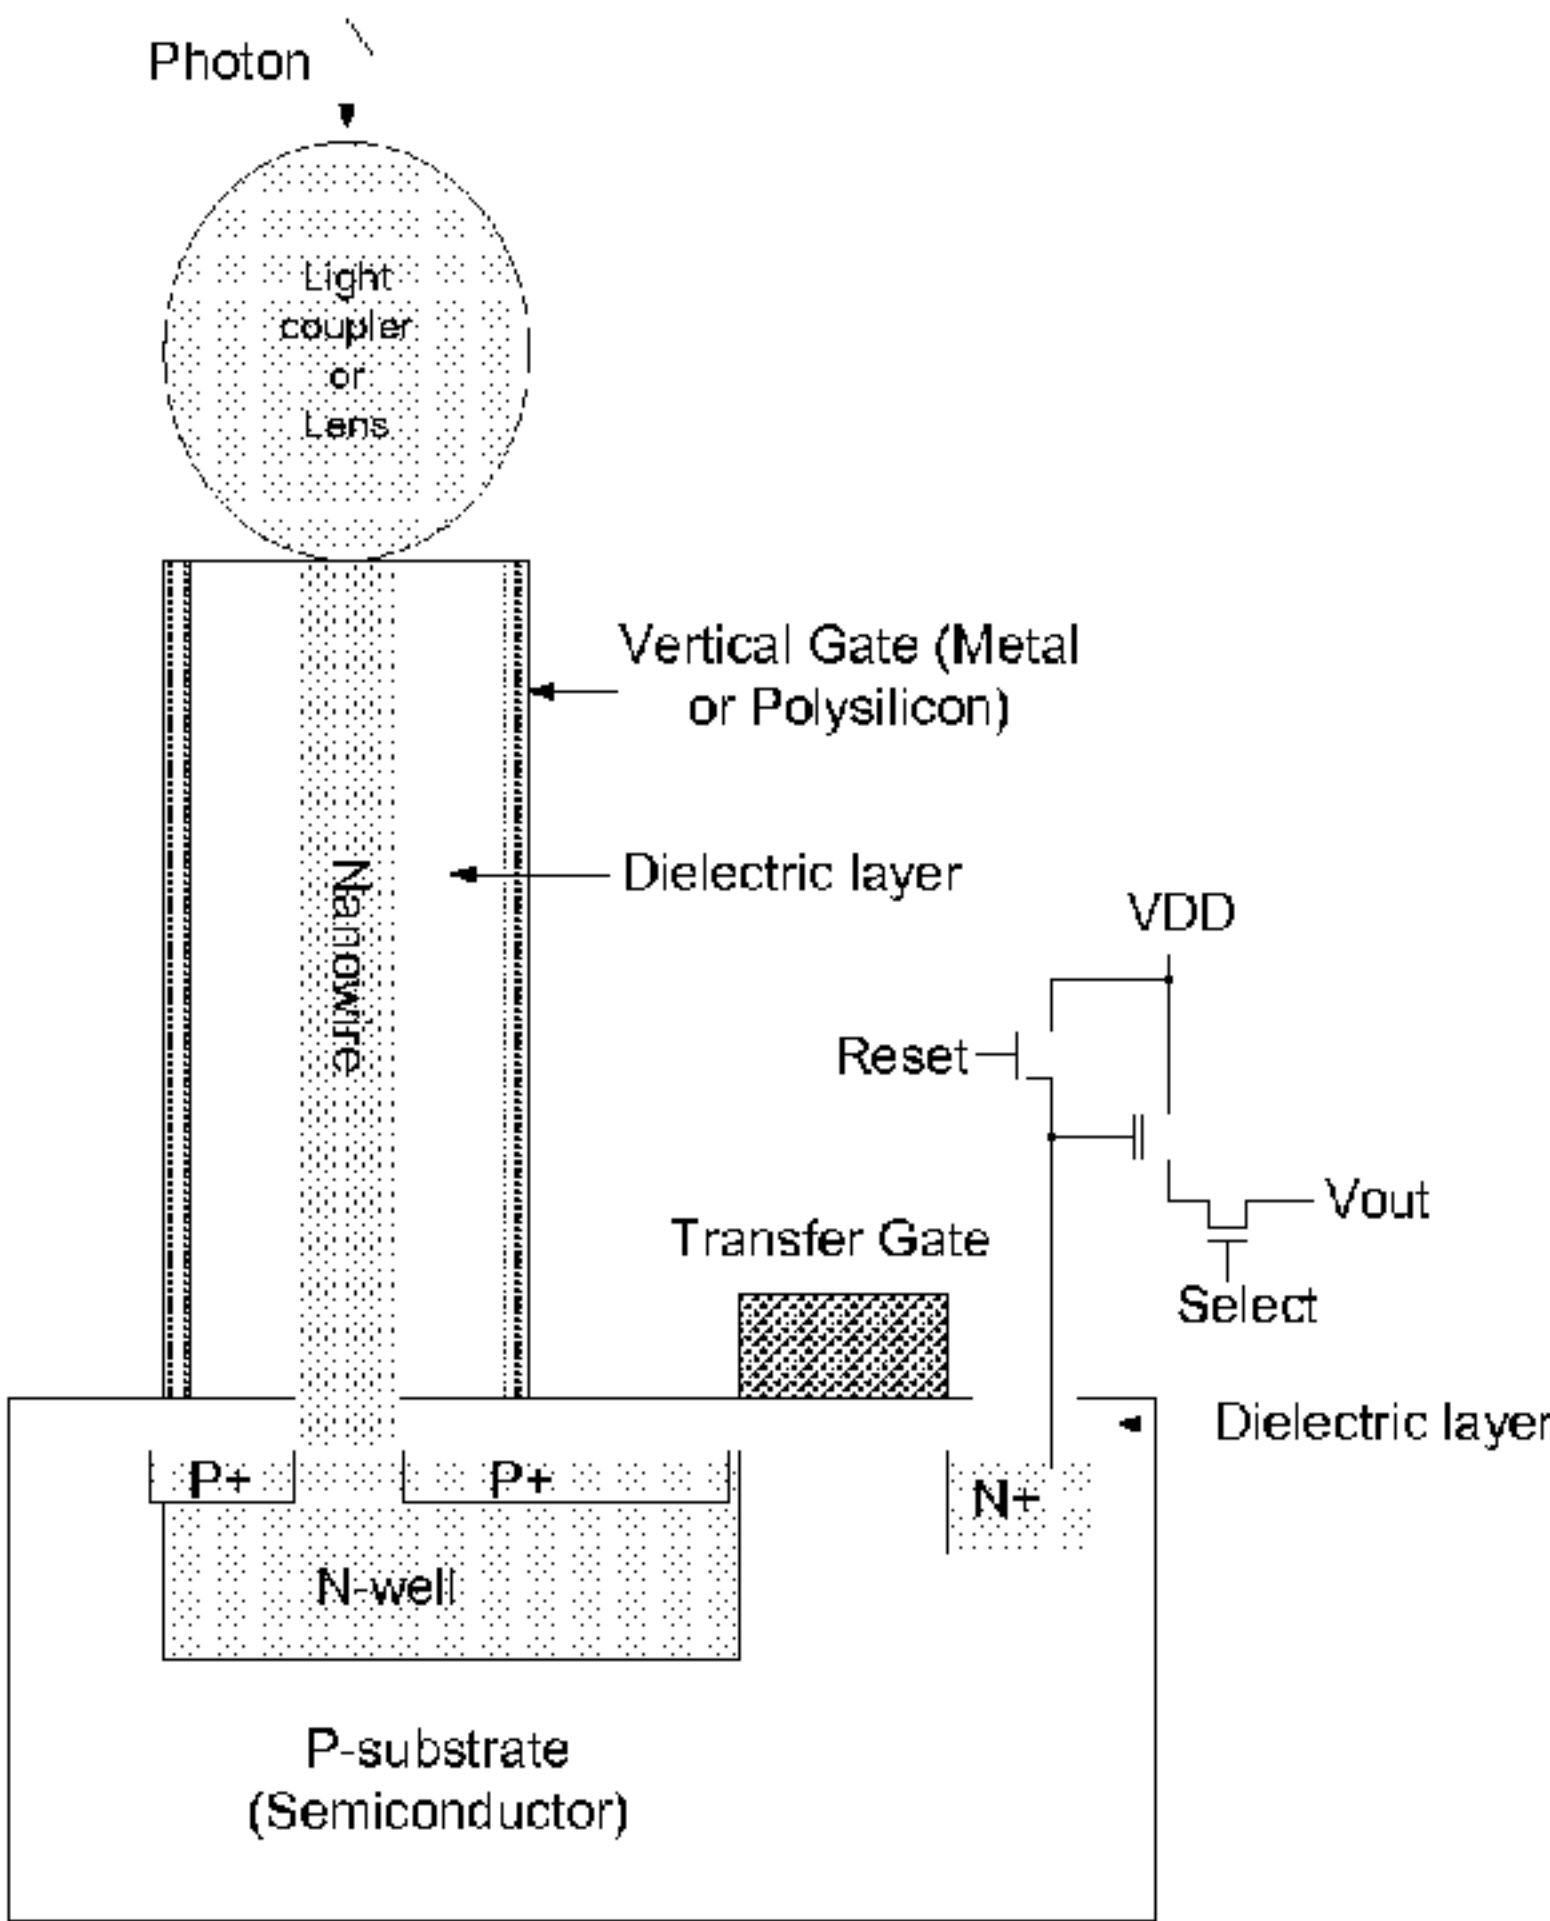 Photon
Light
coupler
or
Lens
Vertical Gate (Metal
or Polysilicon)
Dielectric layer
Nanowire
VDD
Reset
Vout
Transfer Gate
Select
Dielectric layer
P+
P+
N+
N-well
P-substrate
(Semiconductor)